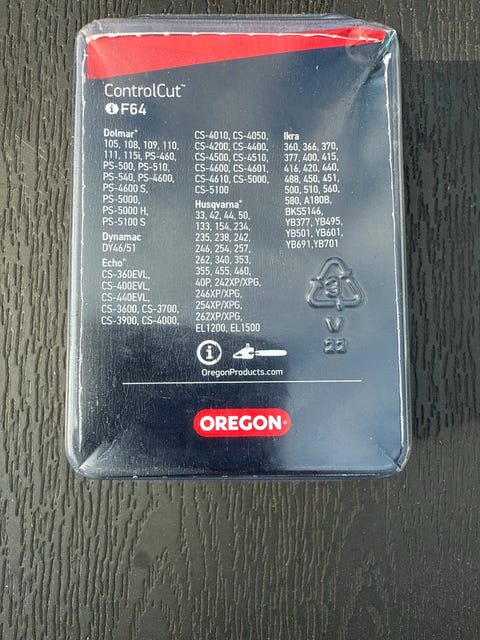 ControlCut™
i F64
Dolmar®
105, 108, 109, 110,
111, 115i, PS-460,
PS-500, PS-510,
PS-540, PS-4600,
PS-4600 S,
PS-5000,
PS-5000 H,
PS-5100 S
Dynamac
DY46/51
Echo®
CS-360EVL,
CS-400EVL,
CS-440EVL,
CS-3600, CS-3700,
CS-3900, CS-4000,
CS-4010, CS-4050,
CS-4200, CS-4400,
CS-4500, CS-4510,
CS-4600, CS-4601,
CS-4610, CS-5000,
CS-5100
Husqvarna®
33, 42, 44, 50,
133, 154, 234,
235, 238, 242,
246, 254, 257,
262, 340, 353,
355, 455, 460,
40P, 242XP/XPG,
246XP/XPG,
254XP/XPG,
262XP/XPG,
EL1200, EL1500
Ikra
360, 366, 370,
377, 400, 415,
416, 420, 440,
488, 450, 451,
500, 510, 560,
580, A180B,
BKS5146,
YB377, YB495,
YB501, YB601,
YB691,YB701
3
V
22
i
OregonProducts.com
OREGON®